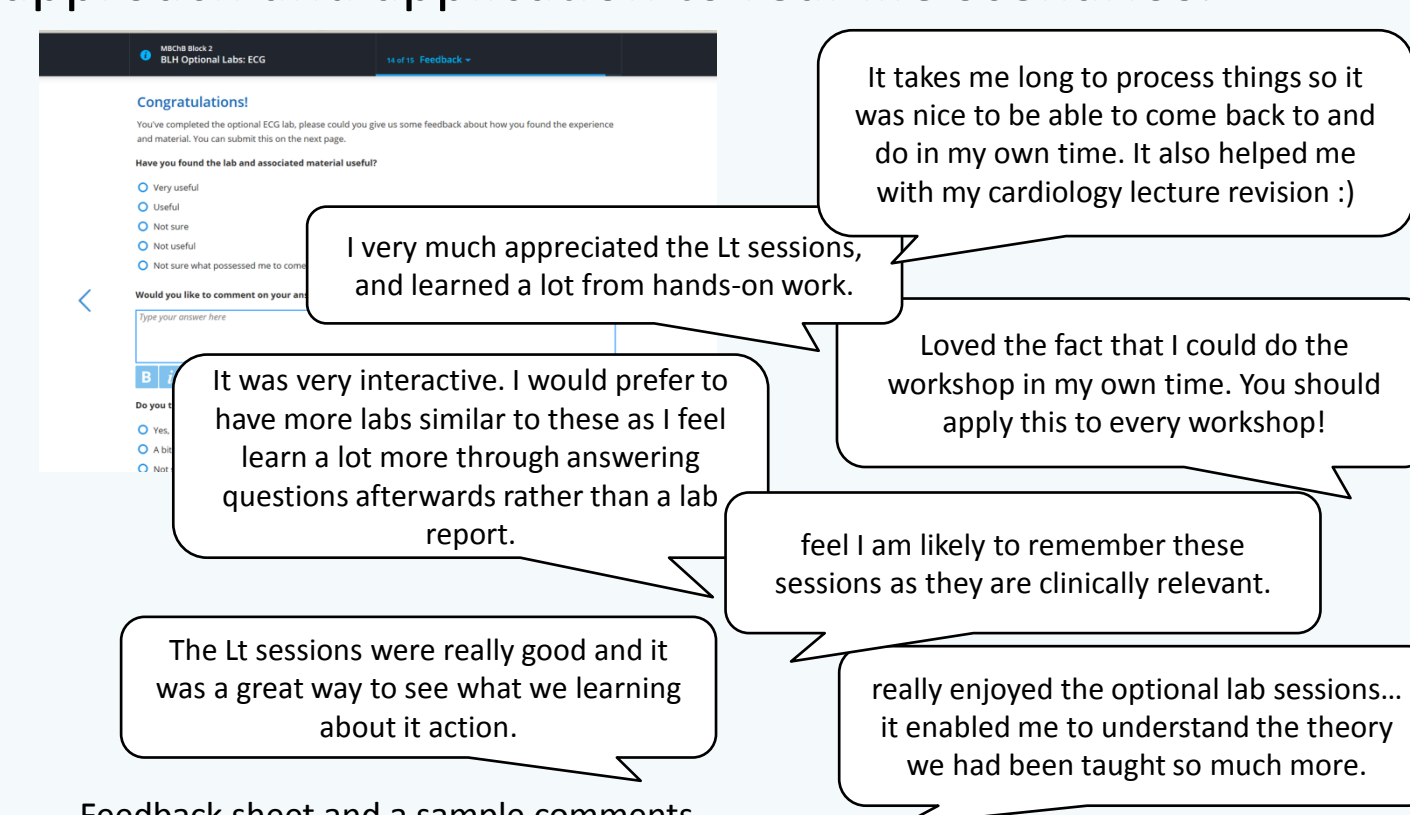 approach and application to real-life scenarios.
MBChB Block 2
BLH Optional Labs: ECG
14 of 15 Feedback
Congratulations!
You've completed the optional ECG lab, please could you give us some feedback about how you found the experience
and material. You can submit this on the next page.
Have you found the lab and associated material useful?
Very useful
Useful
Not sure
Not useful
Not sure what possessed me to come
Would you like to comment on your ans
Type your answer here
B
Do you t
Yes,
A bit
Not
It takes me long to process things so it
was nice to be able to come back to and
do in my own time. It also helped me
with my cardiology lecture revision :)
I very much appreciated the Lt sessions,
and learned a lot from hands-on work.
Loved the fact that I could do the
workshop in my own time. You should
apply this to every workshop!
It was very interactive. I would prefer to
have more labs similar to these as I feel
learn a lot more through answering
questions afterwards rather than a lab
report.
feel I am likely to remember these
sessions as they are clinically relevant.
The Lt sessions were really good and it
was a great way to see what we learning
about it action.
really enjoyed the optional lab sessions…
it enabled me to understand the theory
we had been taught so much more.
Feedback sheet and a sample comments